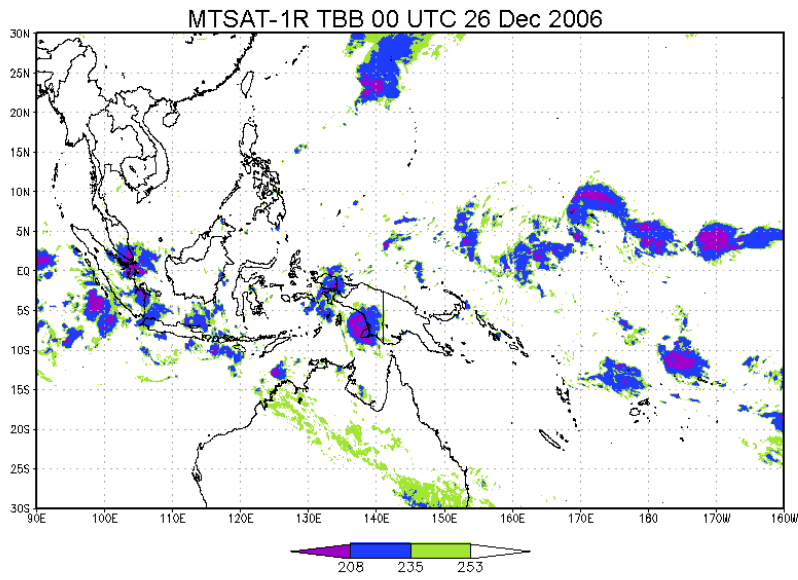 MTSAT-1R TBB 00 UTC 26 Dec 2006
30N
25N
20N
15N
10N
5N
EQ
5S
10S
15S
20S
25S
30S
90E 100E 110E 120E 130E 140E 150E 160E 170E 180 170W 160W
208 235 253